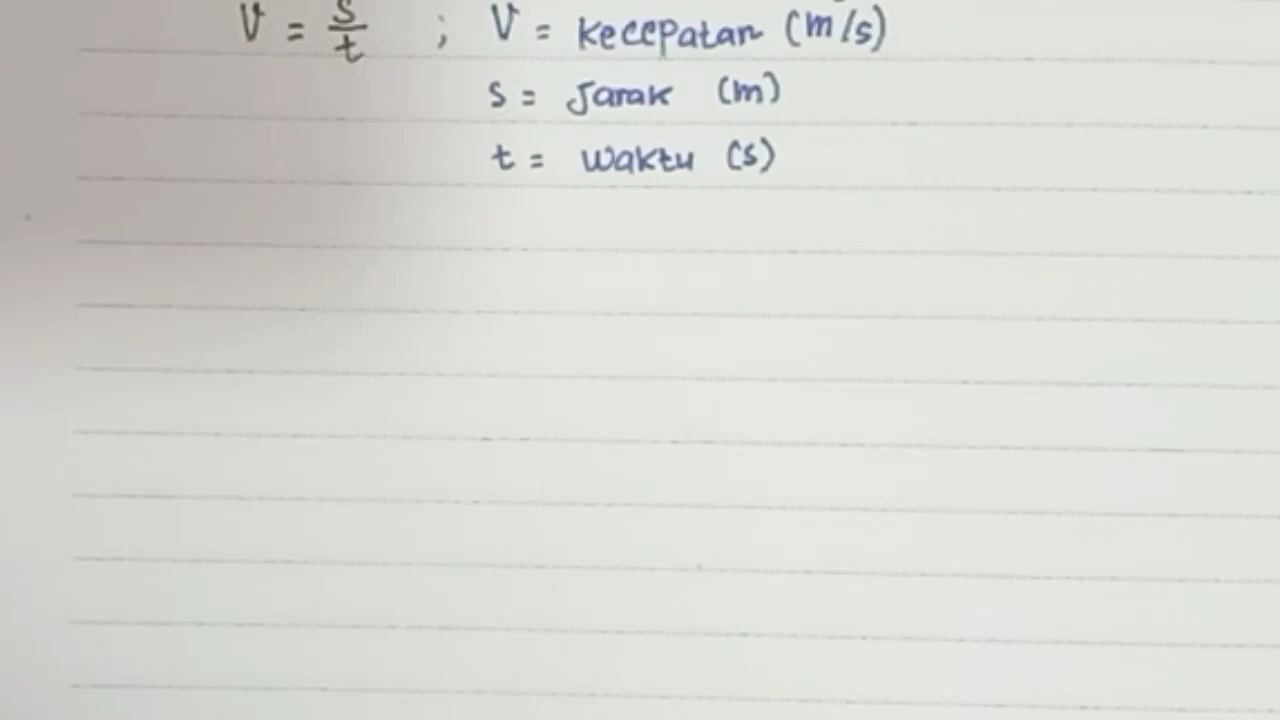 V = s/t ; V = kecepatan (m/s)
s = Jarak (m)
t = waktu (s)